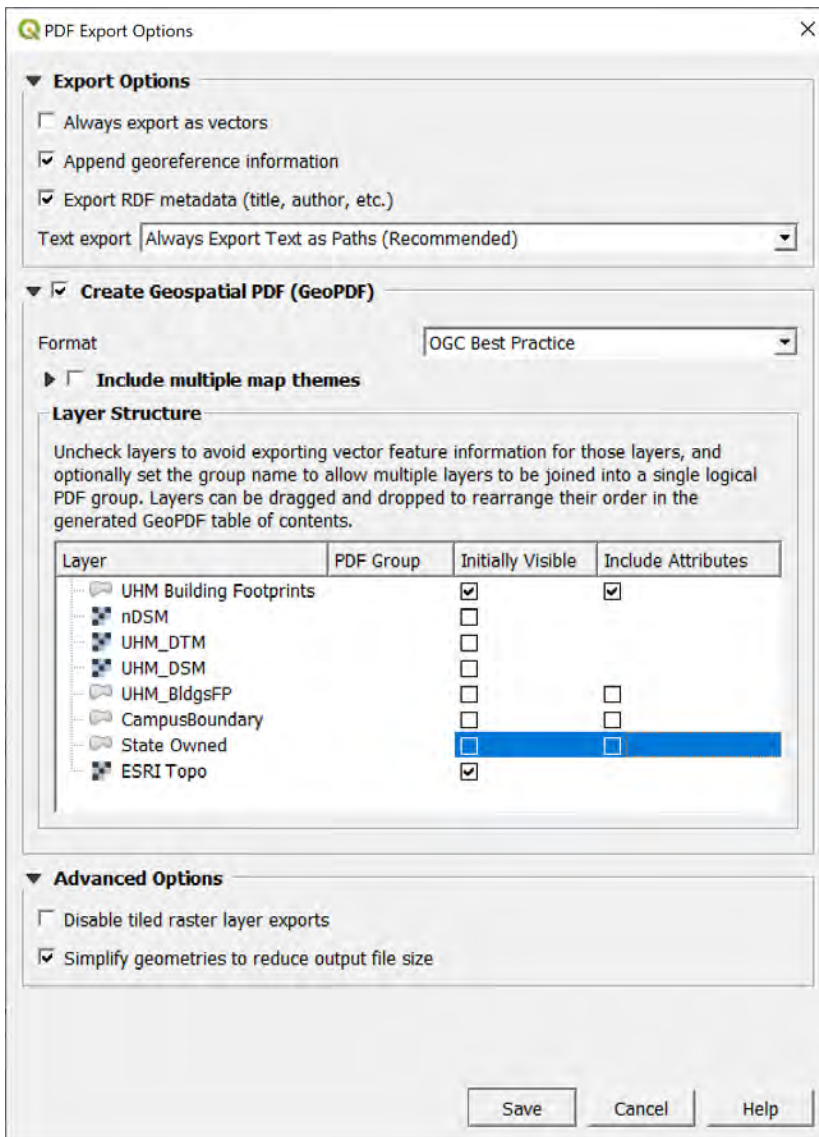 PDF Export Options
Export Options
Always export as vectors
Append georeference information
Export RDF metadata (title, author, etc.)
Text export Always Export Text as Paths (Recommended)
Create Geospatial PDF (GeoPDF)
Format OGC Best Practice
Include multiple map themes
Layer Structure
Uncheck layers to avoid exporting vector feature information for those layers, and
optionally set the group name to allow multiple layers to be joined into a single logical
PDF group. Layers can be dragged and dropped to rearrange their order in the
generated GeoPDF table of contents.
Layer PDF Group Initially Visible Include Attributes
UHM Building Footprints
nDSM
UHM_DTM
UHM_DSM
UHM_BldgsFP
CampusBoundary
State Owned
ESRI Topo
Advanced Options
Disable tiled raster layer exports
Simplify geometries to reduce output file size
Save Cancel Help